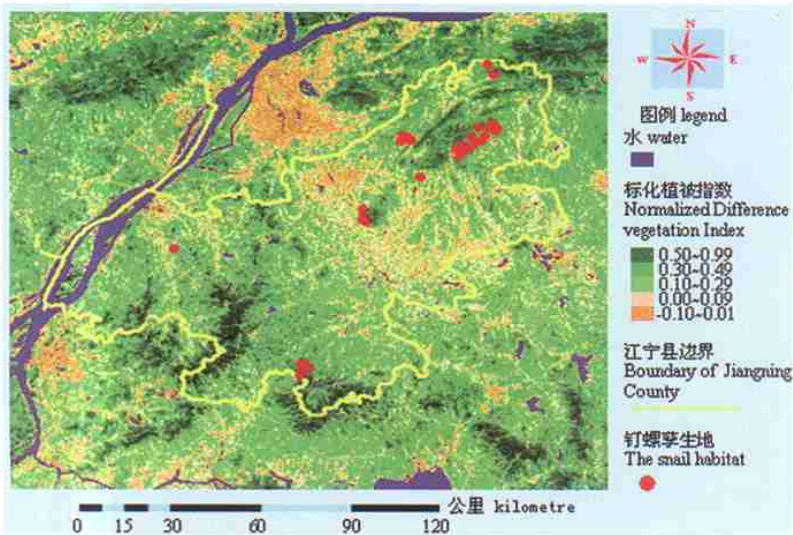 N
W E
S
图例 legend
水 water
标化植被指数
Normalized Difference
vegetation Index
0.50~0.99
0.30~0.49
0.10~0.29
0.00~0.09
-0.10~0.01
江宁县边界
Boundary of Jiangning
County
钉螺孳生地
The snail habitat
公里 kilometre
0 15 30 60 90 120